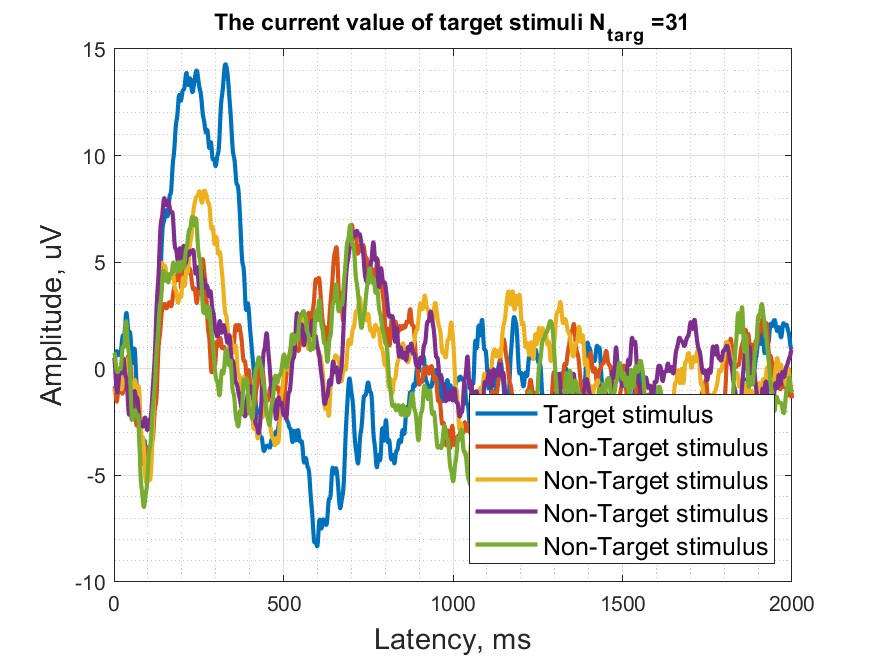 The current value of target stimuli N_targ =31
15
10
5
0
-5
-10
Amplitude, uV
Target stimulus
Non-Target stimulus
Non-Target stimulus
Non-Target stimulus
Non-Target stimulus
0 500 1000 1500 2000
Latency, ms